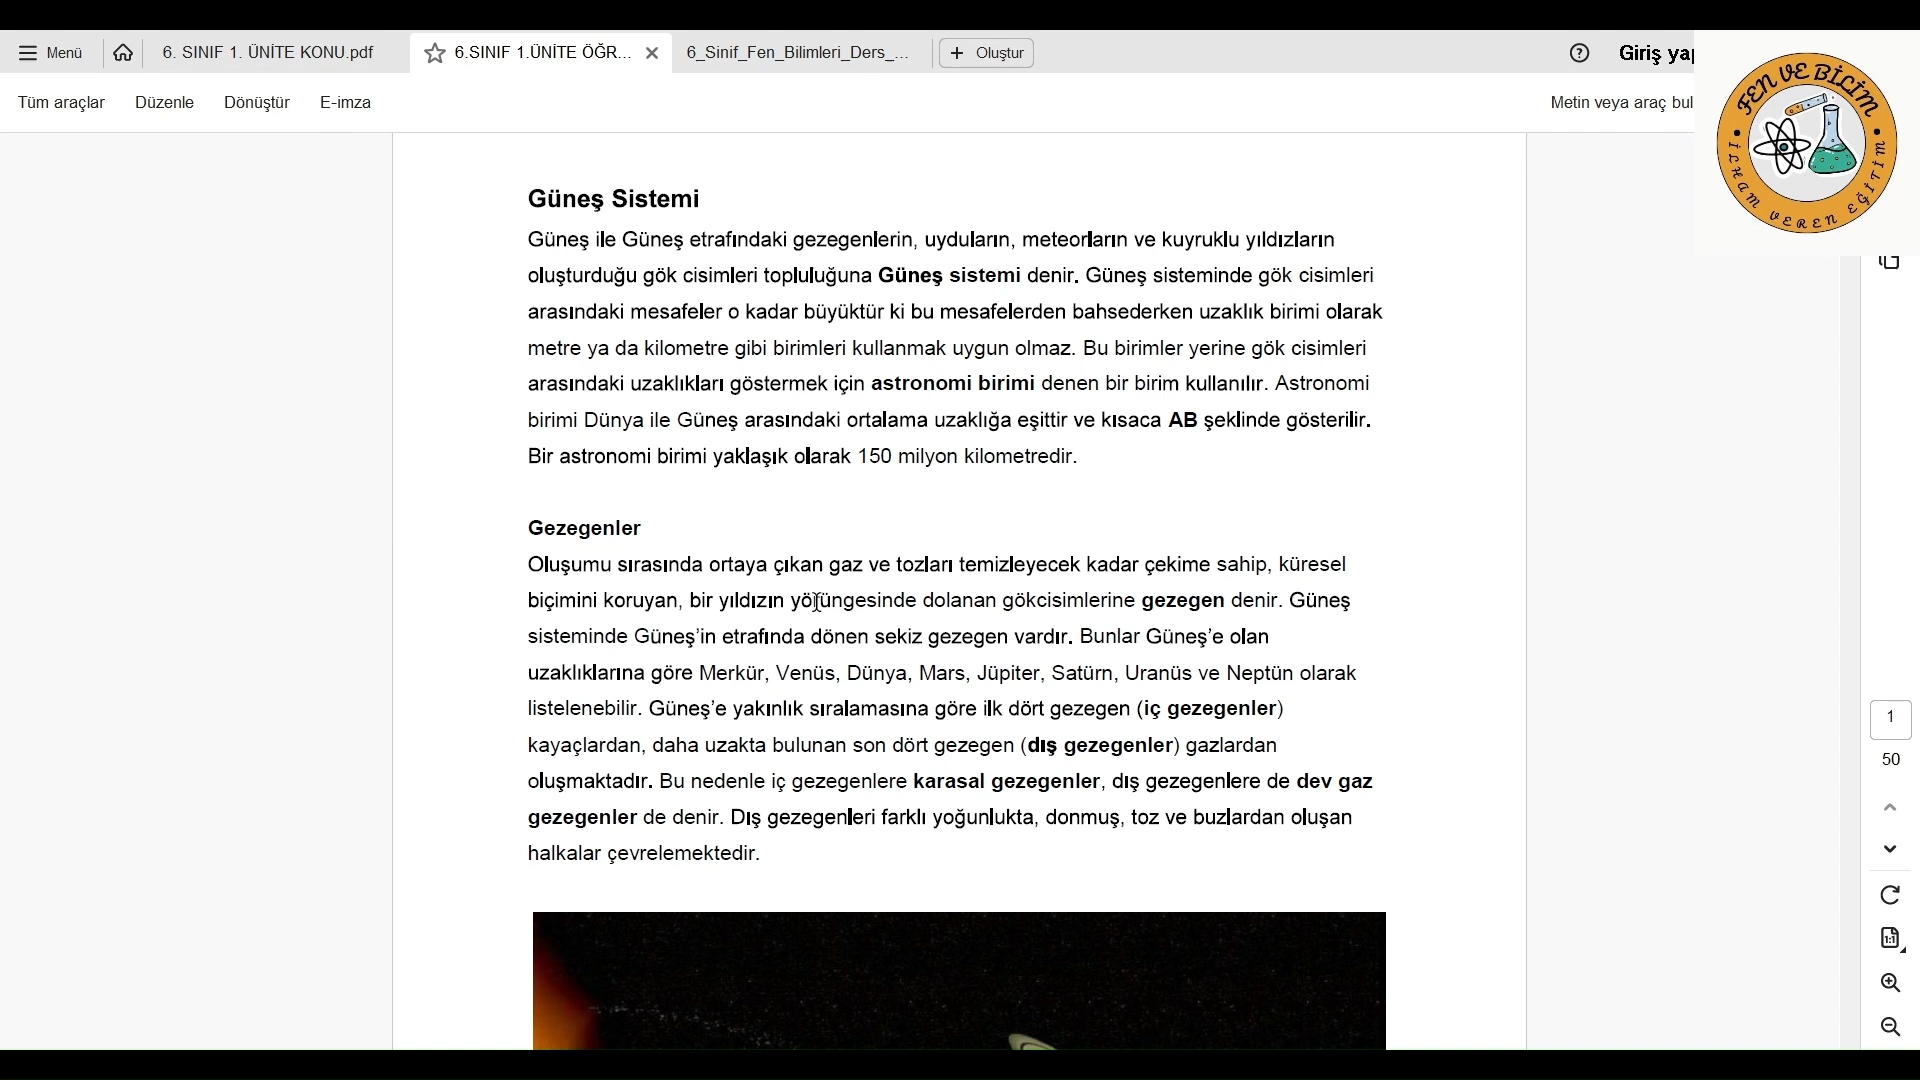 Menü
6. SINIF 1. ÜNİTE KONU.pdf
6.SINIF 1.ÜNİTE ÖĞR...
6_Sinif_Fen_Bilimleri_Ders_...
Oluştur
Giriş yap
Tüm araçlar
Düzenle
Dönüştür
E-imza
Metin veya araç bul
FEN VE BİLİM
İLHAM VEREN EĞİTİM
Güneş Sistemi
Güneş ile Güneş etrafındaki gezegenlerin, uyduların, meteorların ve kuyruklu yıldızların
oluşturduğu gök cisimleri topluluğuna Güneş sistemi denir. Güneş sisteminde gök cisimleri
arasındaki mesafeler o kadar büyüktür ki bu mesafelerden bahsederken uzaklık birimi olarak
metre ya da kilometre gibi birimleri kullanmak uygun olmaz. Bu birimler yerine gök cisimleri
arasındaki uzaklıkları göstermek için astronomi birimi denen bir birim kullanılır. Astronomi
birimi Dünya ile Güneş arasındaki ortalama uzaklığa eşittir ve kısaca AB şeklinde gösterilir.
Bir astronomi birimi yaklaşık olarak 150 milyon kilometredir.
Gezegenler
Oluşumu sırasında ortaya çıkan gaz ve tozları temizleyecek kadar çekime sahip, küresel
biçimini koruyan, bir yıldızın yörüngesinde dolanan gökcisimlerine gezegen denir. Güneş
sisteminde Güneş’in etrafında dönen sekiz gezegen vardır. Bunlar Güneş’e olan
uzaklıklarına göre Merkür, Venüs, Dünya, Mars, Jüpiter, Satürn, Uranüs ve Neptün olarak
listelenebilir. Güneş’e yakınlık sıralamasına göre ilk dört gezegen (iç gezegenler)
kayaçlardan, daha uzakta bulunan son dört gezegen (dış gezegenler) gazlardan
oluşmaktadır. Bu nedenle iç gezegenlere karasal gezegenler, dış gezegenlere de dev gaz
gezegenler de denir. Dış gezegenleri farklı yoğunlukta, donmuş, toz ve buzlardan oluşan
halkalar çevrelemektedir.
1
50
1:1